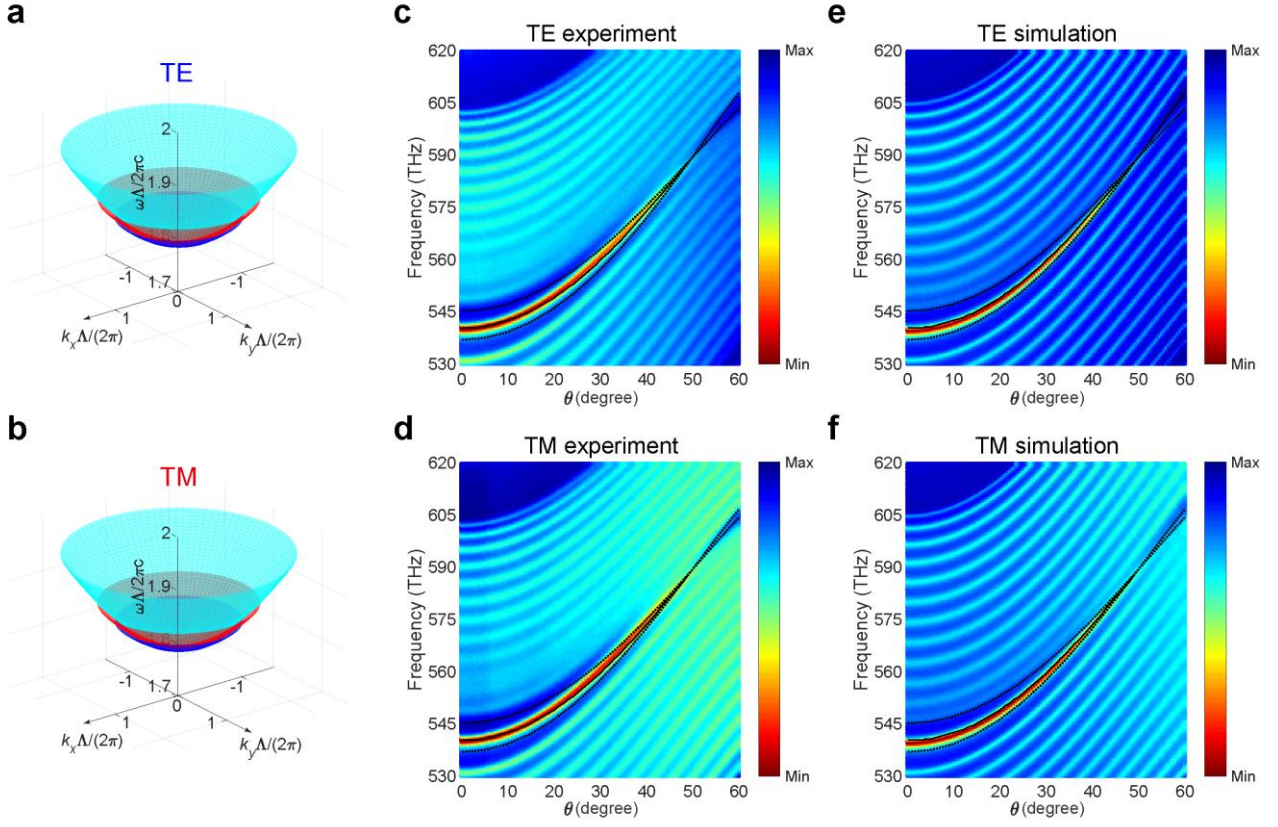 a
TE
2
1.9
ωΛ/2πc
1.7
0
-1
-1
1
1
kxΛ/(2π)
kyΛ/(2π)
b
TM
2
1.9
ωΛ/2πc
1.7
0
-1
-1
1
1
kxΛ/(2π)
kyΛ/(2π)
c
TE experiment
Frequency (THz)
620
605
590
575
560
545
530
0 10 20 30 40 50 60
θ (degree)
Max
Min
d
TM experiment
Frequency (THz)
620
605
590
575
560
545
530
0 10 20 30 40 50 60
θ (degree)
Max
Min
e
TE simulation
Frequency (THz)
620
605
590
575
560
545
530
0 10 20 30 40 50 60
θ (degree)
Max
Min
f
TM simulation
Frequency (THz)
620
605
590
575
560
545
530
0 10 20 30 40 50 60
θ (degree)
Max
Min